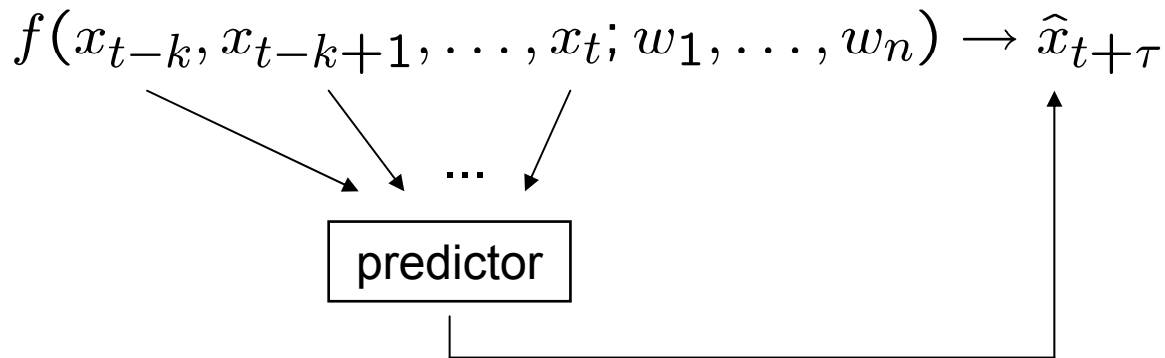 f(x_{t−k}, x_{t−k+1}, . . . , x_t; w_1, . . . , w_n) → x̂_{t+τ}
...
predictor